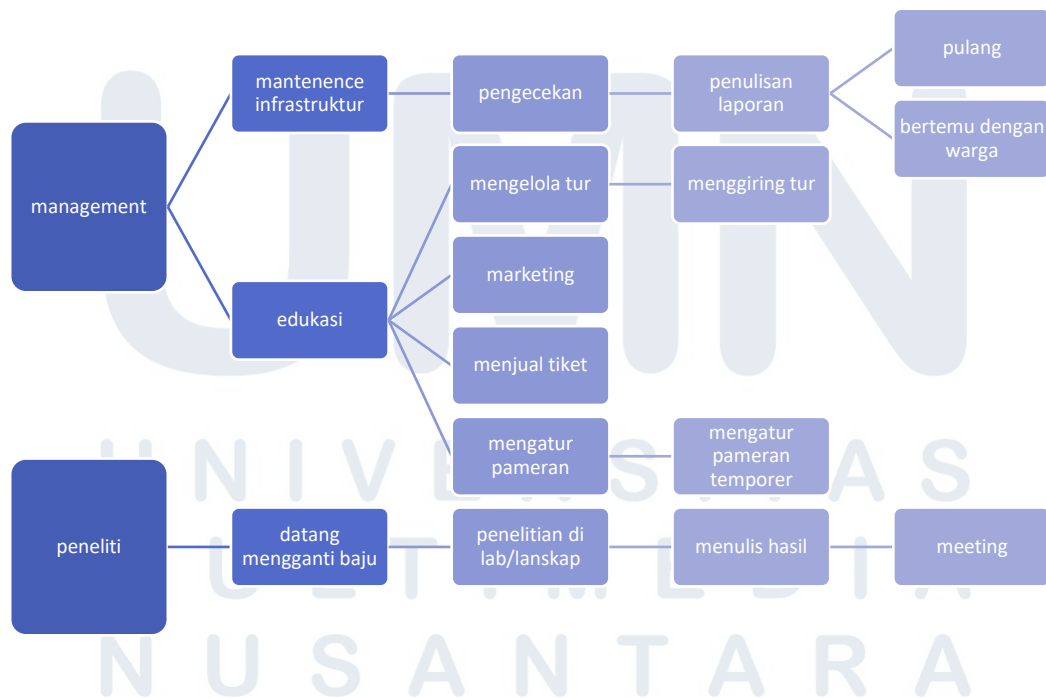 management
mantenence
infrastruktur
pengecekan
penulisan
laporan
pulang
bertemu dengan
warga
edukasi
mengelola tur
menggiring tur
marketing
menjual tiket
mengatur
pameran
mengatur
pameran
temporer
peneliti
datang
mengganti baju
penelitian di
lab/lanskap
menulis hasil
meeting
UMN
UNIVERSITAS
MULTIMEDIA
NUSANTARA